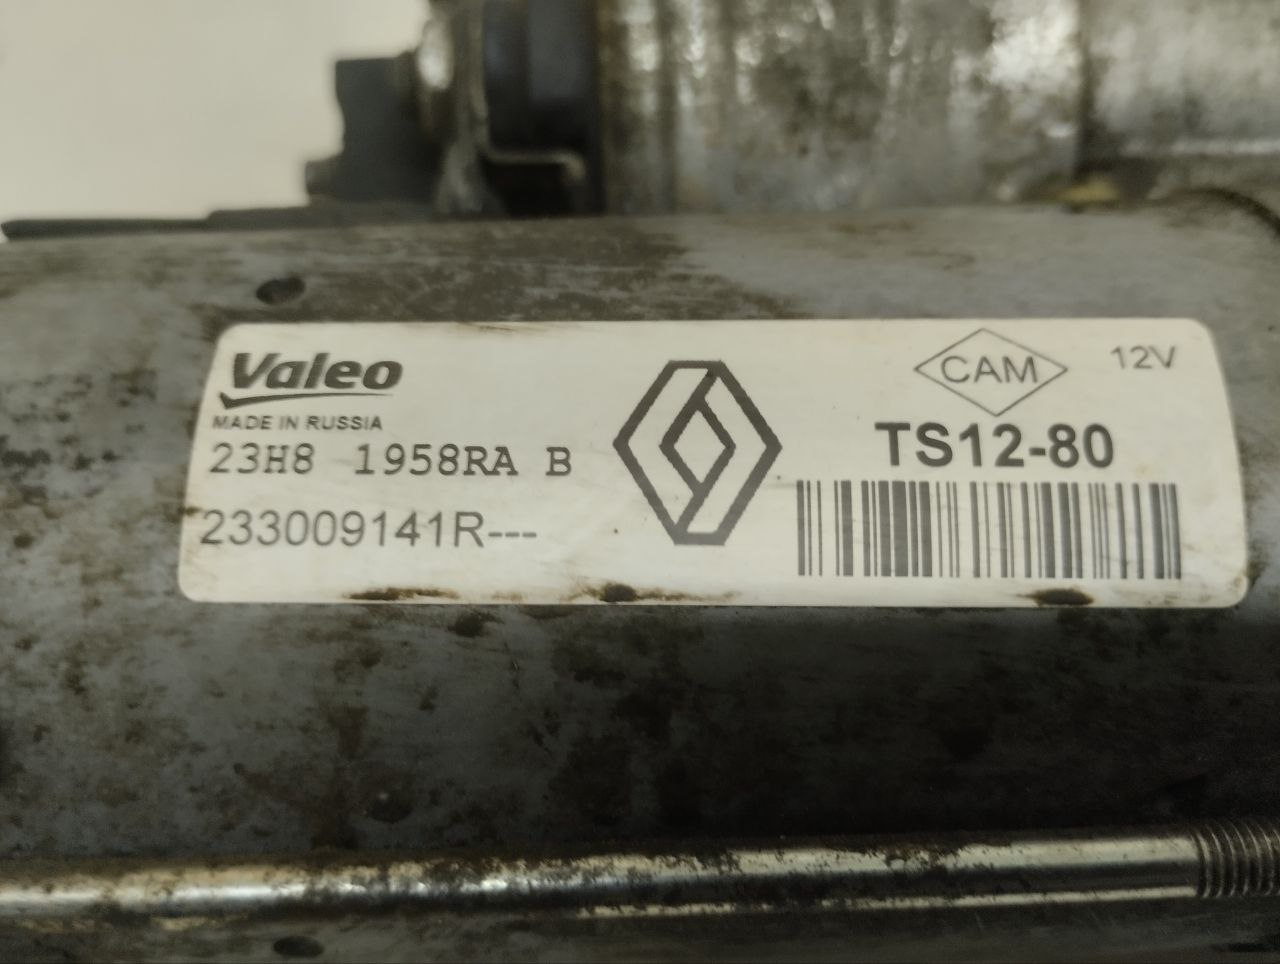 Valeo
MADE IN RUSSIA
23H8 1958RA B
233009141R---
CAM
12V
TS12-80